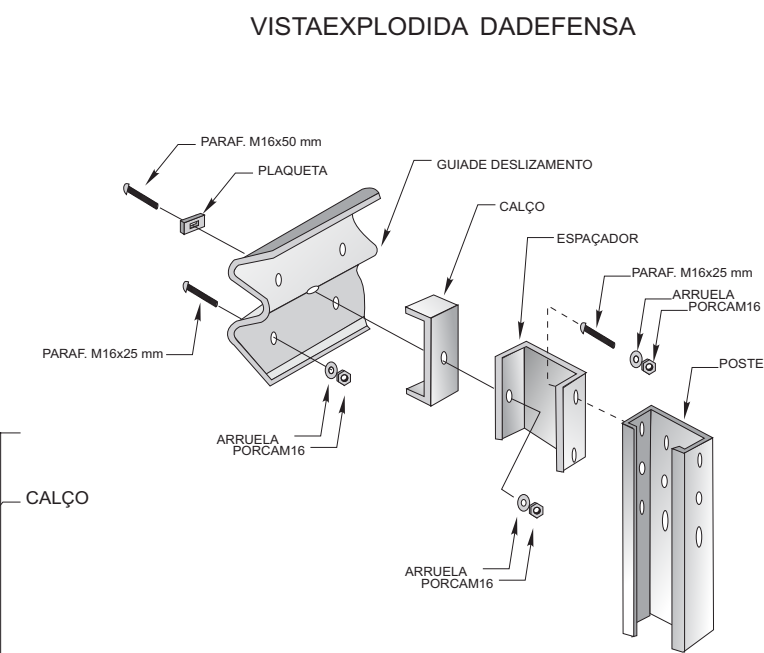 VISTAEXPLODIDA DADEFENSA
PARAF. M16x50 mm
PLAQUETA
GUIADE DESLIZAMENTO
CALÇO
ESPAÇADOR
PARAF. M16x25 mm
ARRUELA
PORCAM16
POSTE
PARAF. M16x25 mm
ARRUELA
PORCAM16
CALÇO
ARRUELA
PORCAM16